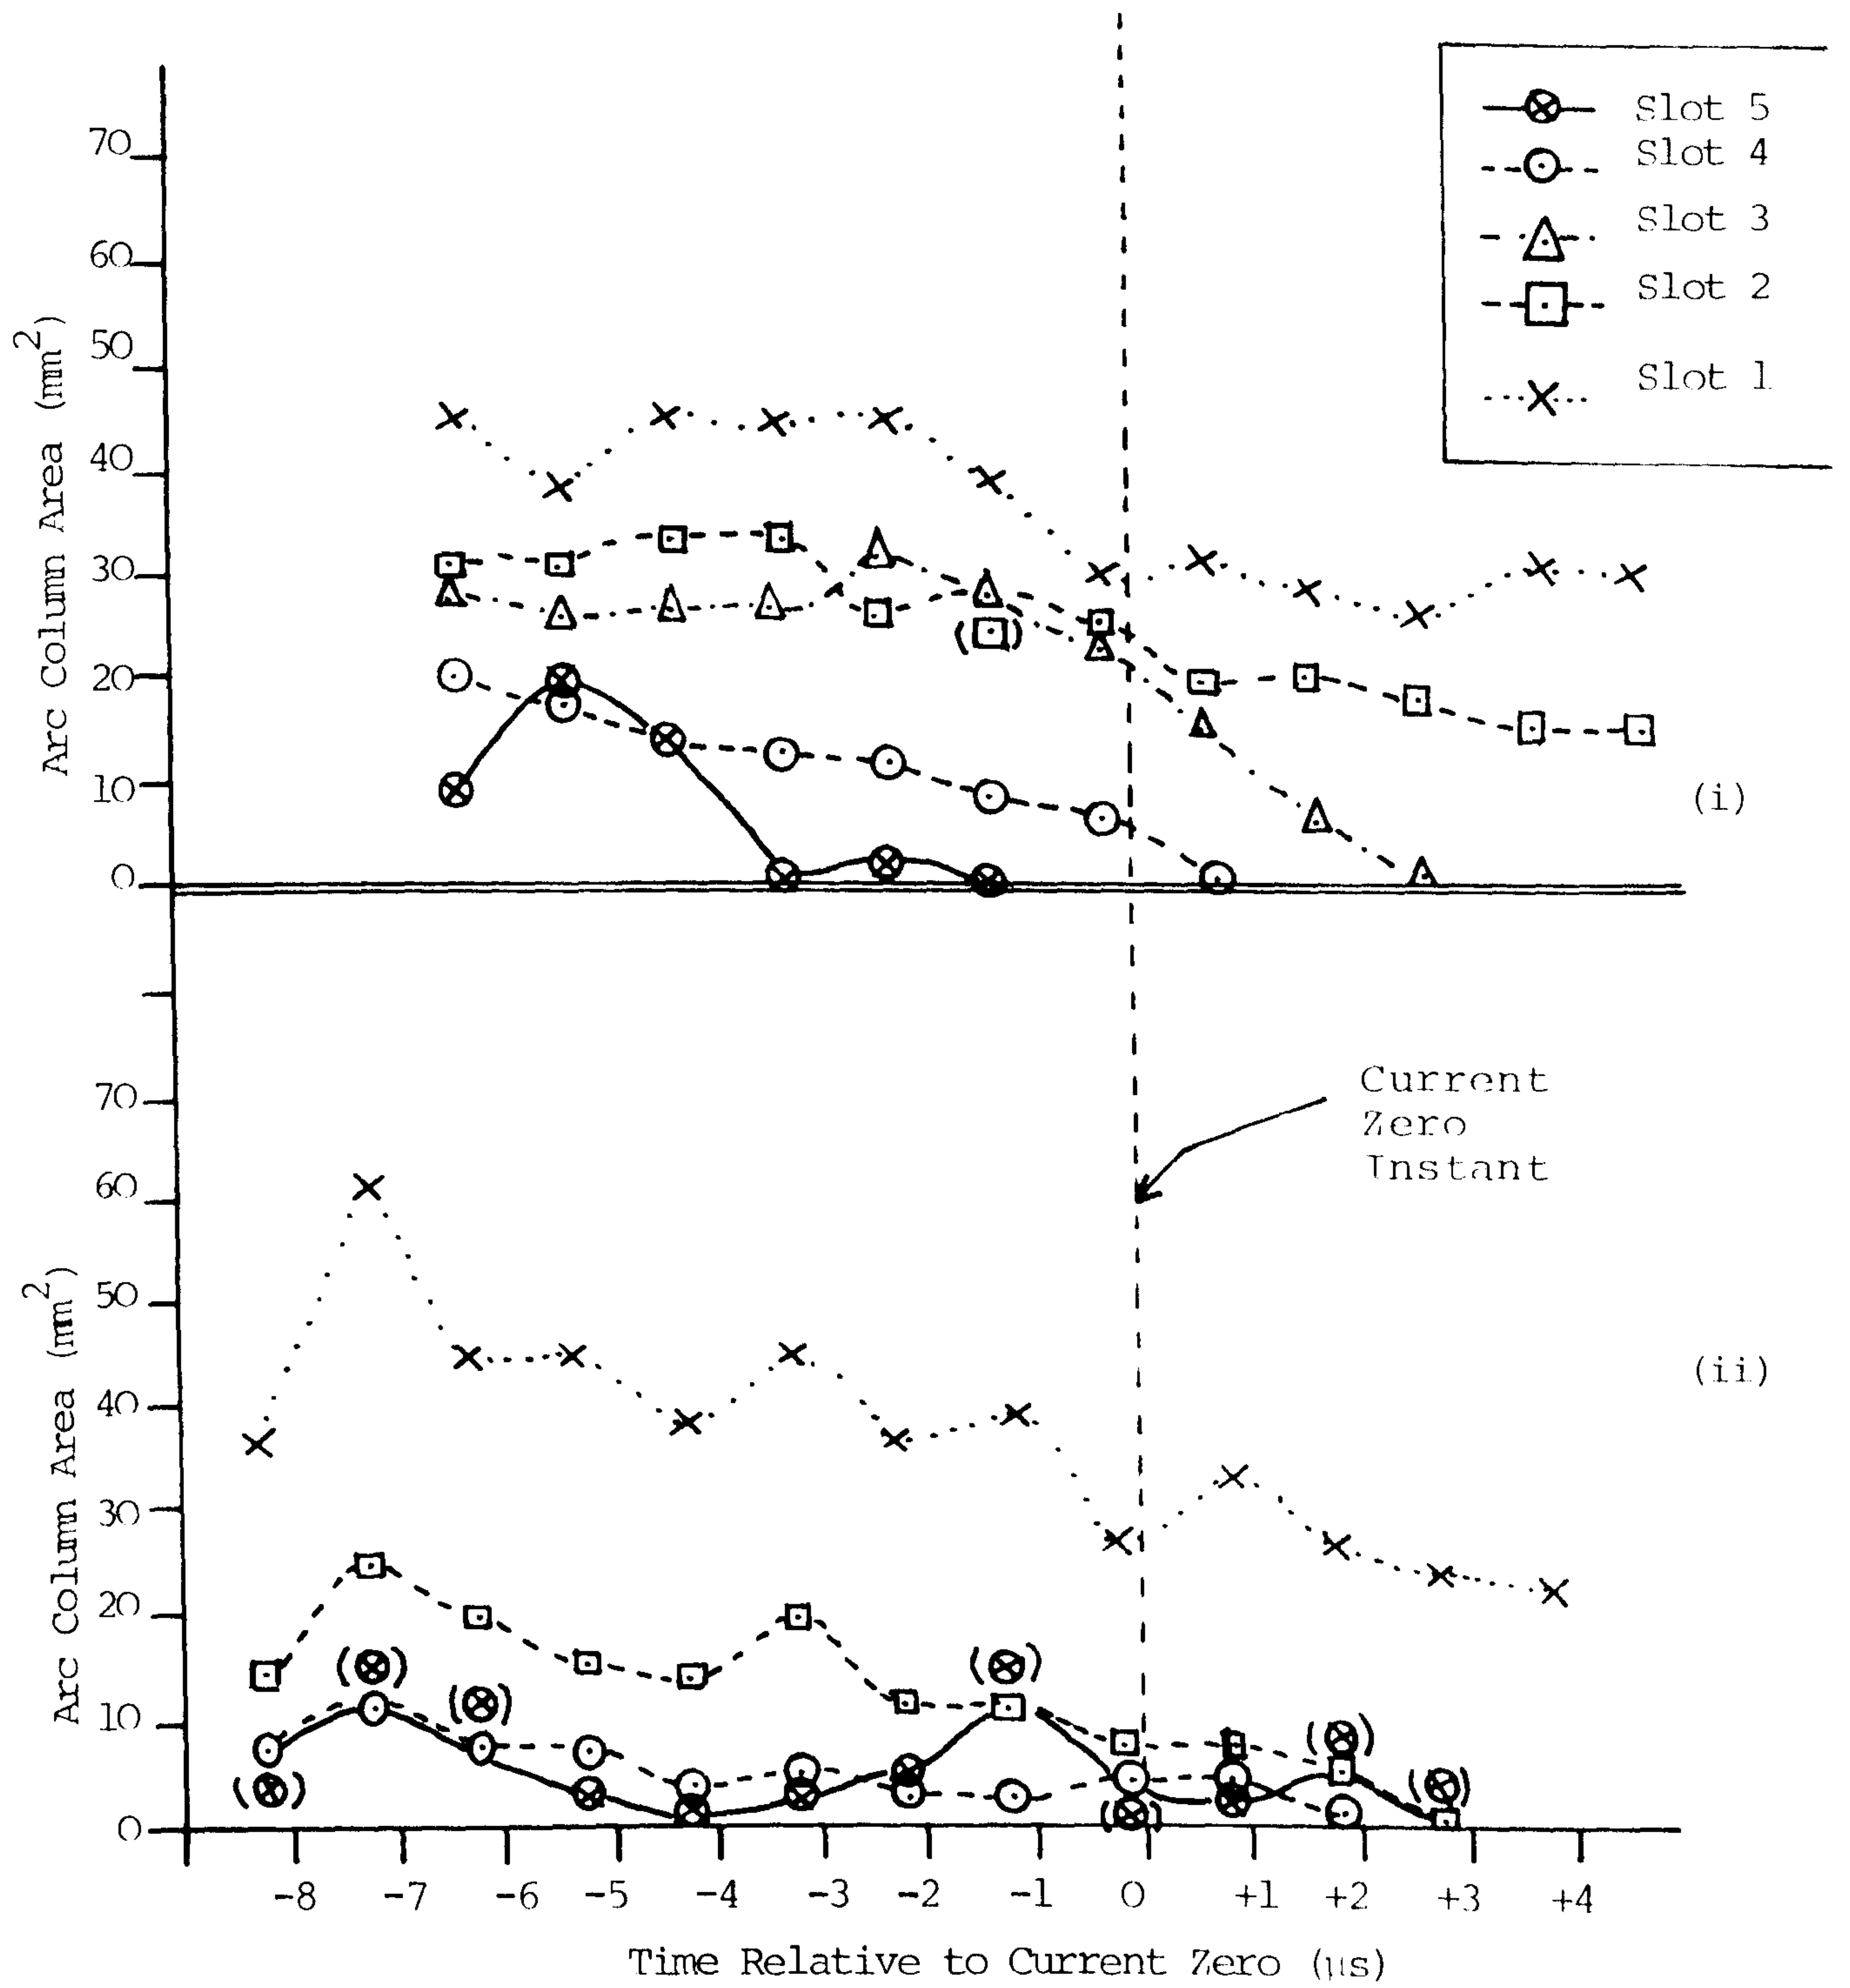 Slot 5
Slot 4
Slot 3
Slot 2
Slot 1
Arc Column Area (mm²)
70
60
50
40
30
20
10
0
(i)
Current
Zero
Instant
Arc Column Area (mm²)
70
60
50
40
30
20
10
0
(ii)
-8 -7 -6 -5 -4 -3 -2 -1 0 +1 +2 +3 +4
Time Relative to Current Zero (μs)